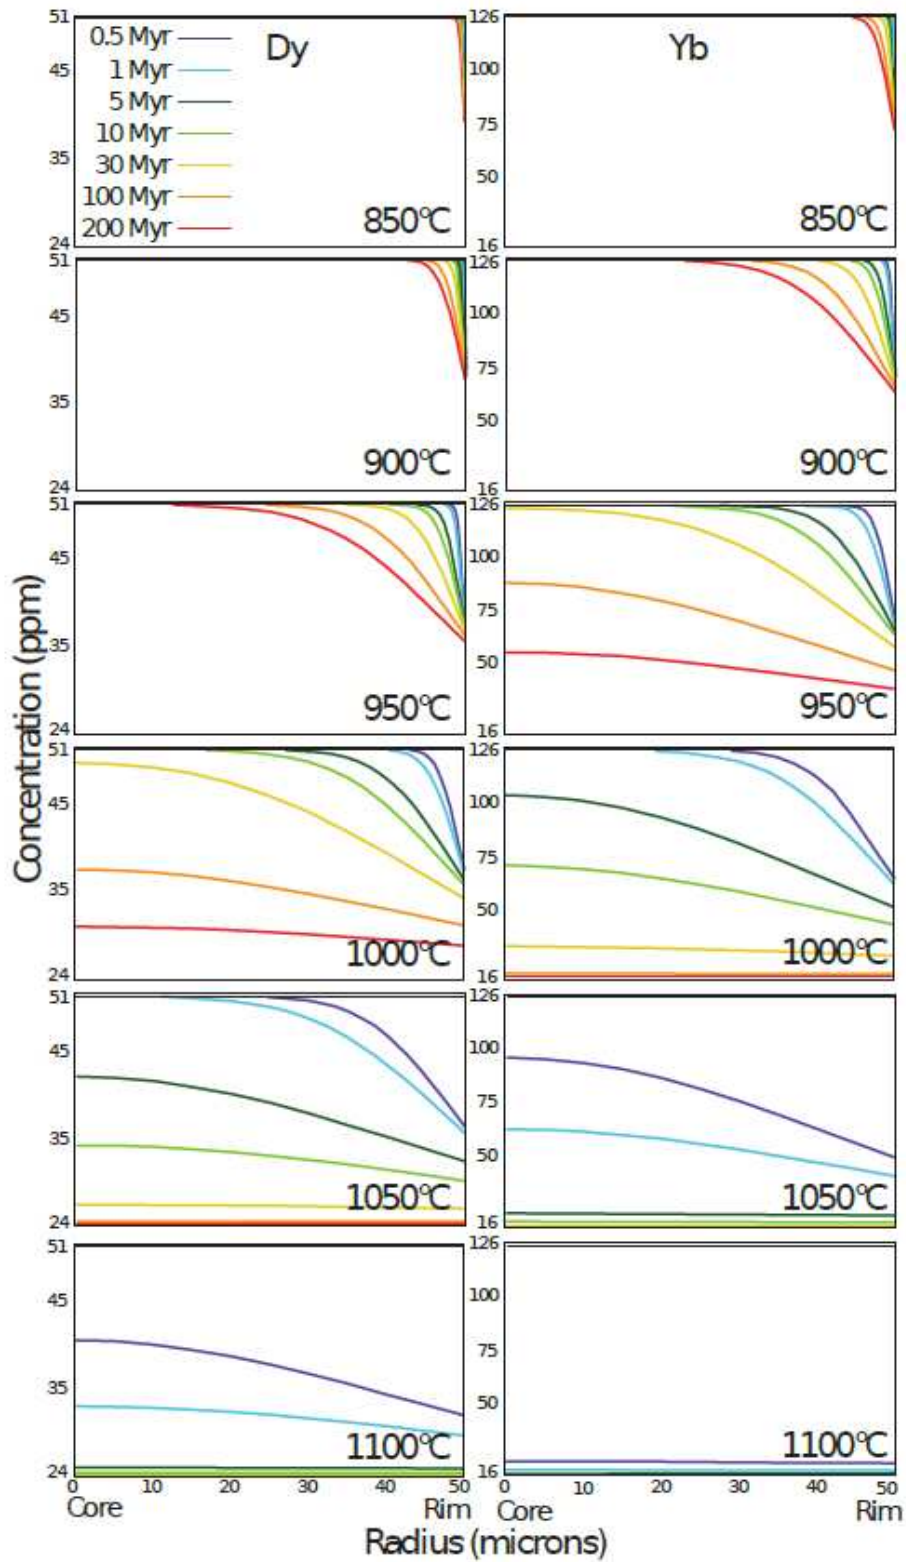 Concentration (ppm)
51
45
35
24
0.5 Myr
1 Myr
5 Myr
10 Myr
30 Myr
100 Myr
200 Myr
Dy
850°C
126
100
75
50
16
Yb
850°C
51
45
35
24
900°C
126
100
75
50
16
900°C
51
45
35
24
950°C
126
100
75
50
16
950°C
51
45
35
24
1000°C
126
100
75
50
16
1000°C
51
45
35
24
1050°C
126
100
75
50
16
1050°C
51
45
35
24
1100°C
126
100
75
50
16
1100°C
0 10 20 30 40 50
0 10 20 30 40 50
Core Rim
Core Rim
Radius (microns)